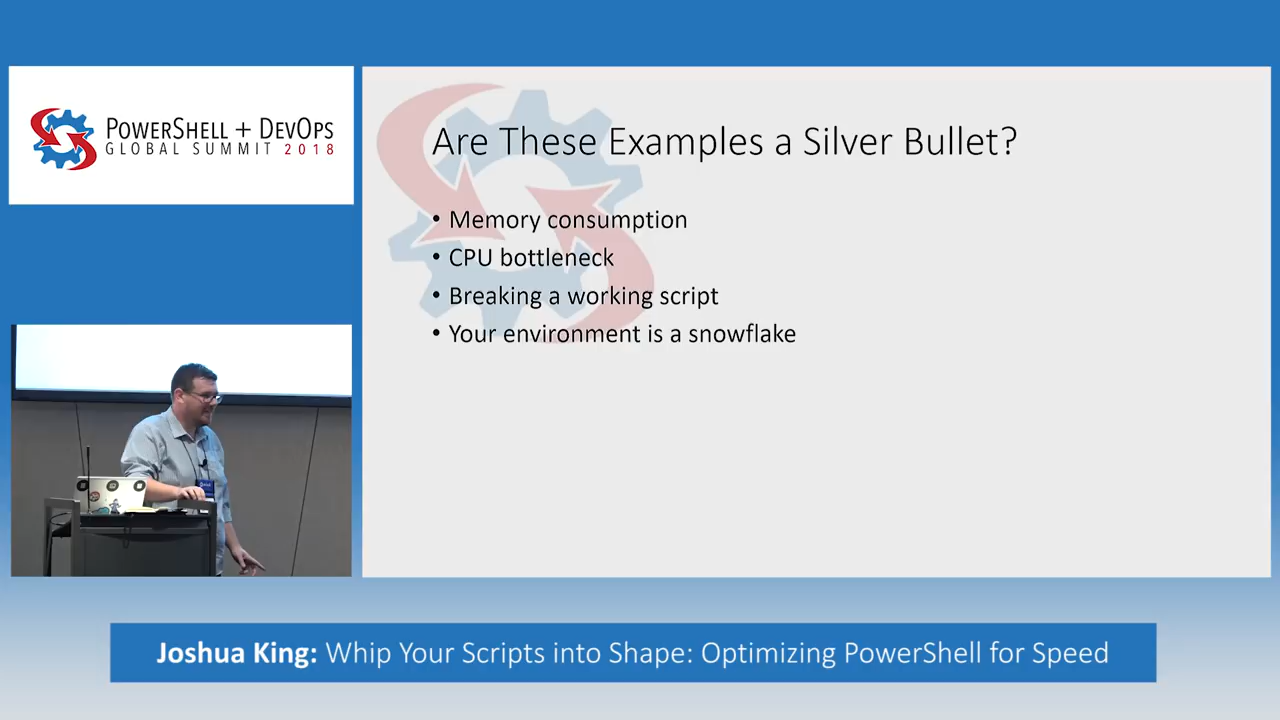 POWERSHELL + DEVOPS
GLOBAL SUMMIT 2018
Are These Examples a Silver Bullet?
• Memory consumption
• CPU bottleneck
• Breaking a working script
• Your environment is a snowflake
Joshua King: Whip Your Scripts into Shape: Optimizing PowerShell for Speed